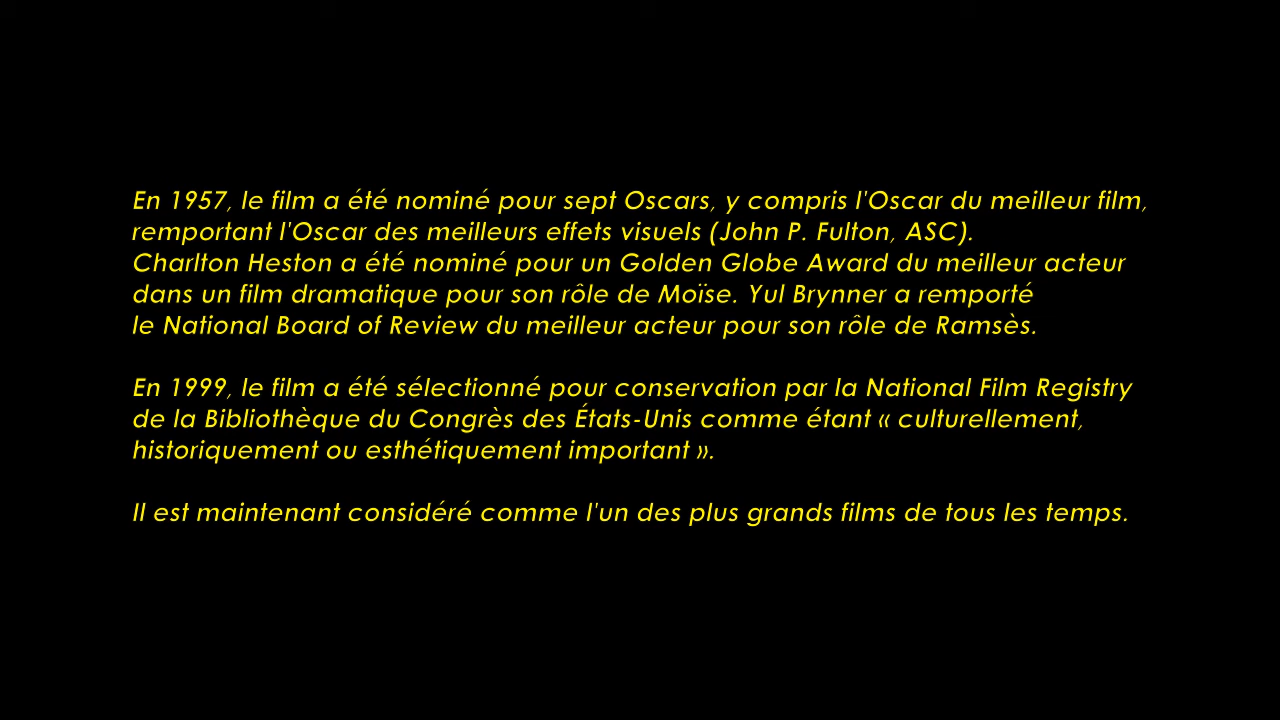 En 1957, le film a été nominé pour sept Oscars, y compris l'Oscar du meilleur film,
remportant l'Oscar des meilleurs effets visuels (John P. Fulton, ASC).
Charlton Heston a été nominé pour un Golden Globe Award du meilleur acteur
dans un film dramatique pour son rôle de Moïse. Yul Brynner a remporté
le National Board of Review du meilleur acteur pour son rôle de Ramsès.
En 1999, le film a été sélectionné pour conservation par la National Film Registry
de la Bibliothèque du Congrès des États-Unis comme étant « culturellement,
historiquement ou esthétiquement important ».
Il est maintenant considéré comme l'un des plus grands films de tous les temps.